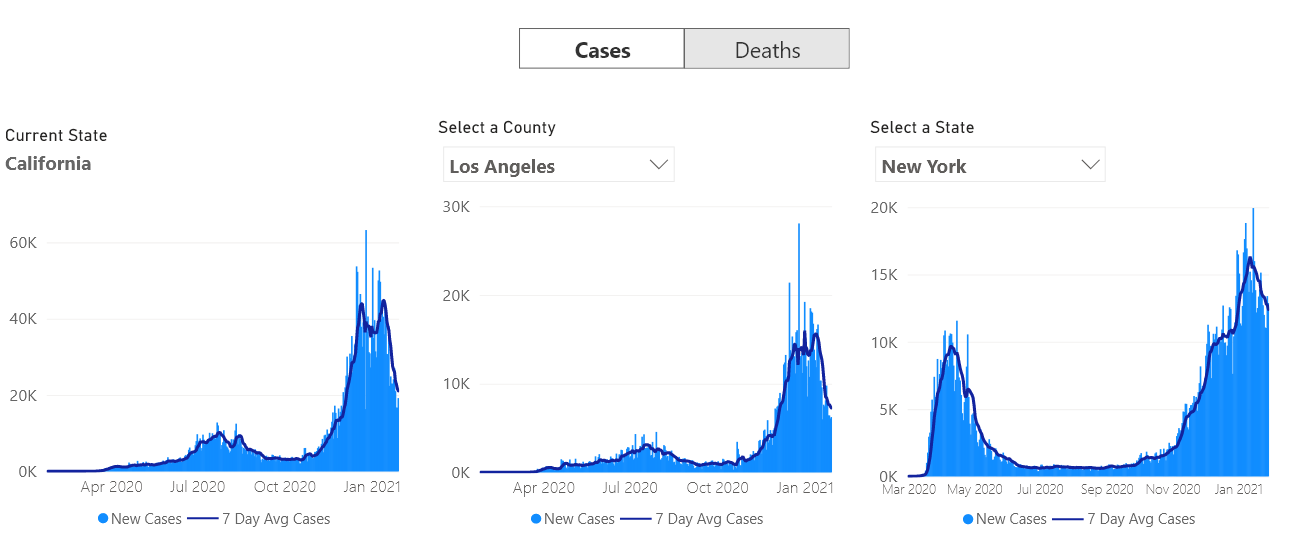 Cases Deaths
Current State
California
60K
40K
20K
0K
Apr 2020 Jul 2020 Oct 2020 Jan 2021
New Cases 7 Day Avg Cases
Select a County
Los Angeles
30K
20K
10K
0K
Apr 2020 Jul 2020 Oct 2020 Jan 2021
New Cases 7 Day Avg Cases
Select a State
New York
20K
15K
10K
5K
0K
Mar 2020 May 2020 Jul 2020 Sep 2020 Nov 2020 Jan 2021
New Cases 7 Day Avg Cases